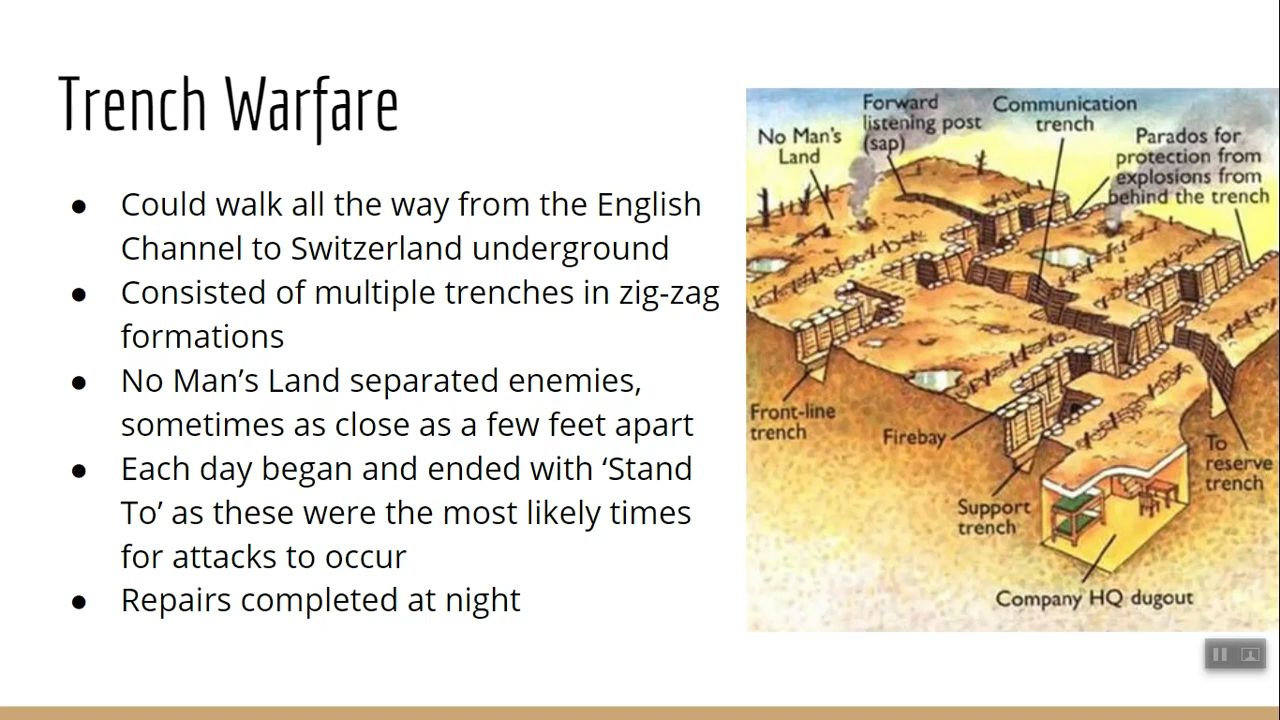 Trench Warfare
● Could walk all the way from the English
Channel to Switzerland underground
● Consisted of multiple trenches in zig-zag
formations
● No Man’s Land separated enemies,
sometimes as close as a few feet apart
● Each day began and ended with ‘Stand
To’ as these were the most likely times
for attacks to occur
● Repairs completed at night
No Man's
Land
Forward
listening post
(sap)
Communication
trench
Parados for
protection from
explosions from
behind the trench
Front-line
trench
Firebay
Support
trench
To
reserve
trench
Company HQ dugout